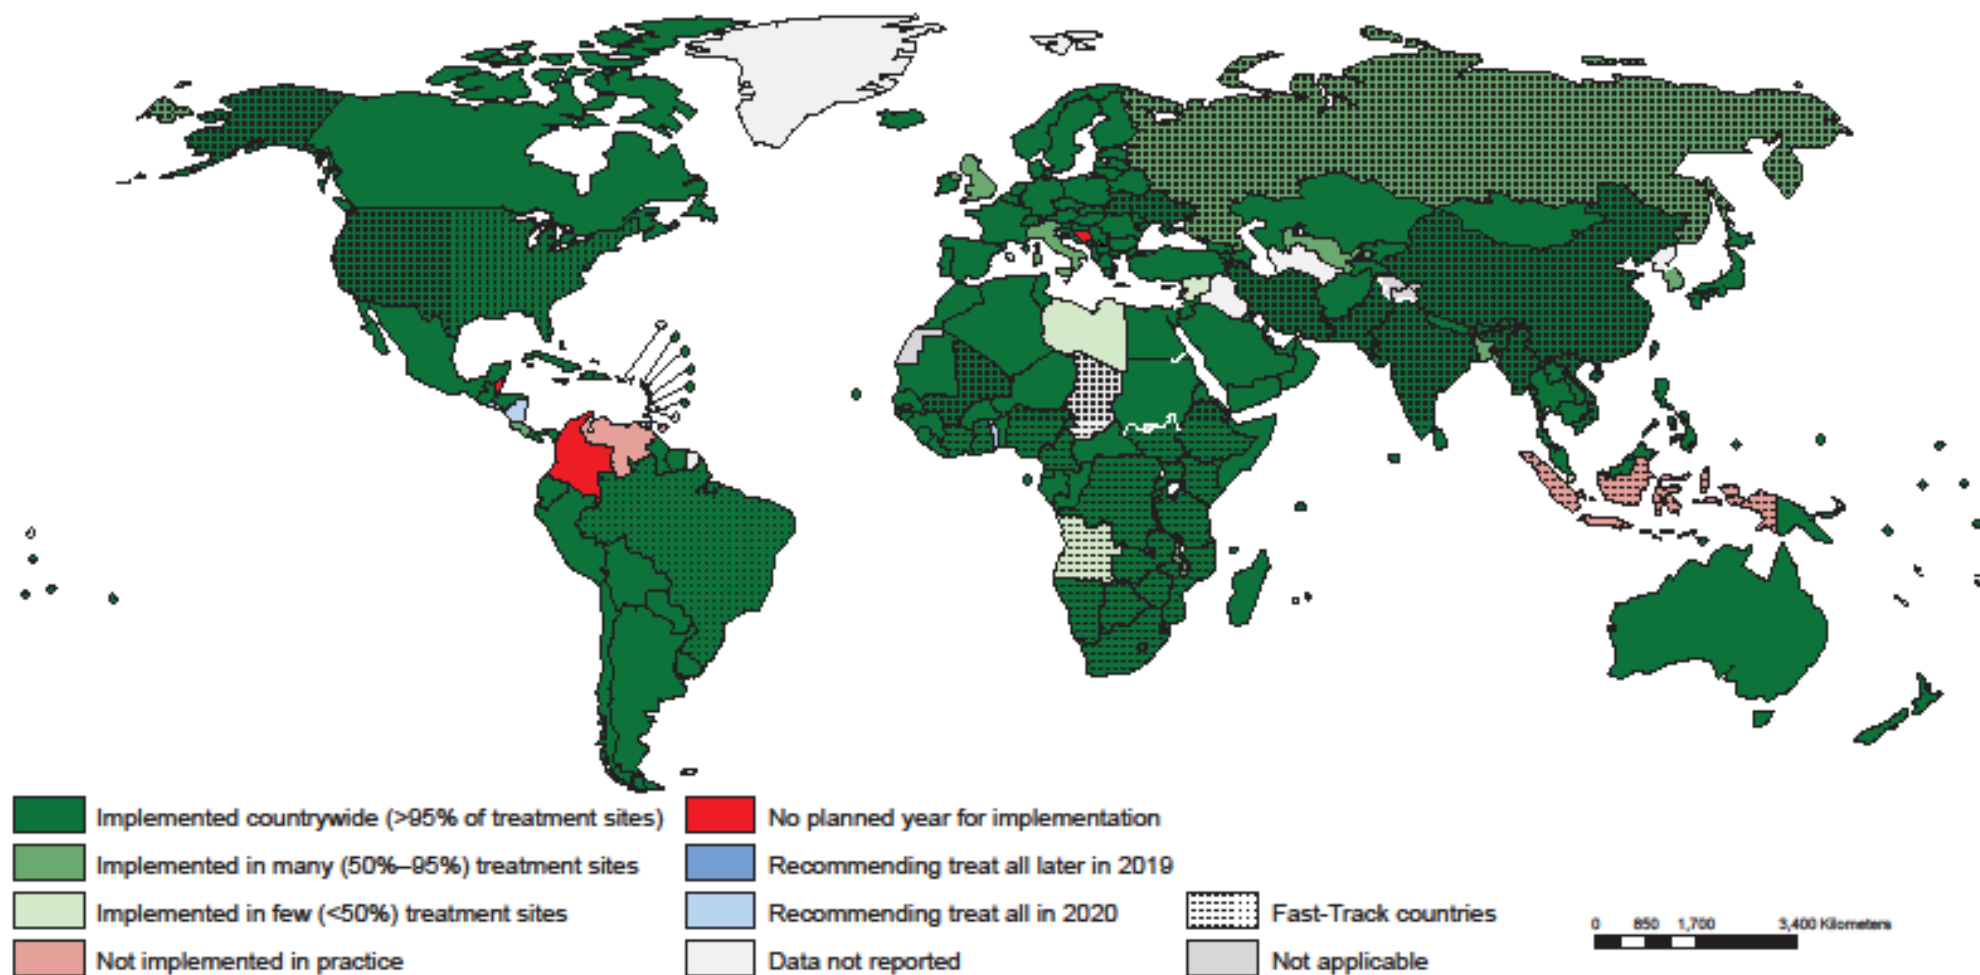 Implemented countrywide (>95% of treatment sites)
Implemented in many (50%–95%) treatment sites
Implemented in few (<50%) treatment sites
Not implemented in practice
No planned year for implementation
Recommending treat all later in 2019
Recommending treat all in 2020
Data not reported
Fast-Track countries
Not applicable
0 850 1,700 3,400 Kilometers